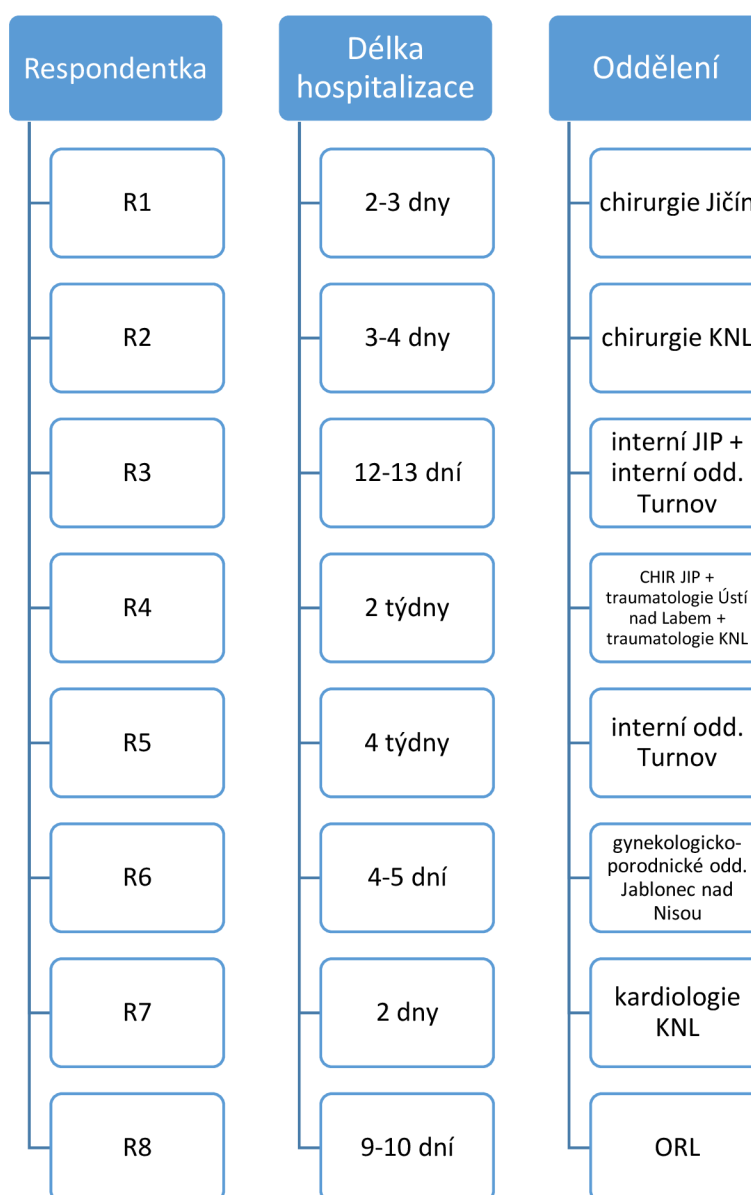 Respondentka
Délka
hospitalizace
Oddělení
R1
2-3 dny
chirurgie Jičín
R2
3-4 dny
chirurgie KNL
R3
12-13 dní
interní JIP +
interní odd.
Turnov
R4
2 týdny
CHIR JIP +
traumatologie Ústí
nad Labem +
traumatologie KNL
R5
4 týdny
interní odd.
Turnov
R6
4-5 dní
gynekologicko-
porodnické odd.
Jablonec nad
Nisou
R7
2 dny
kardiologie
KNL
R8
9-10 dní
ORL